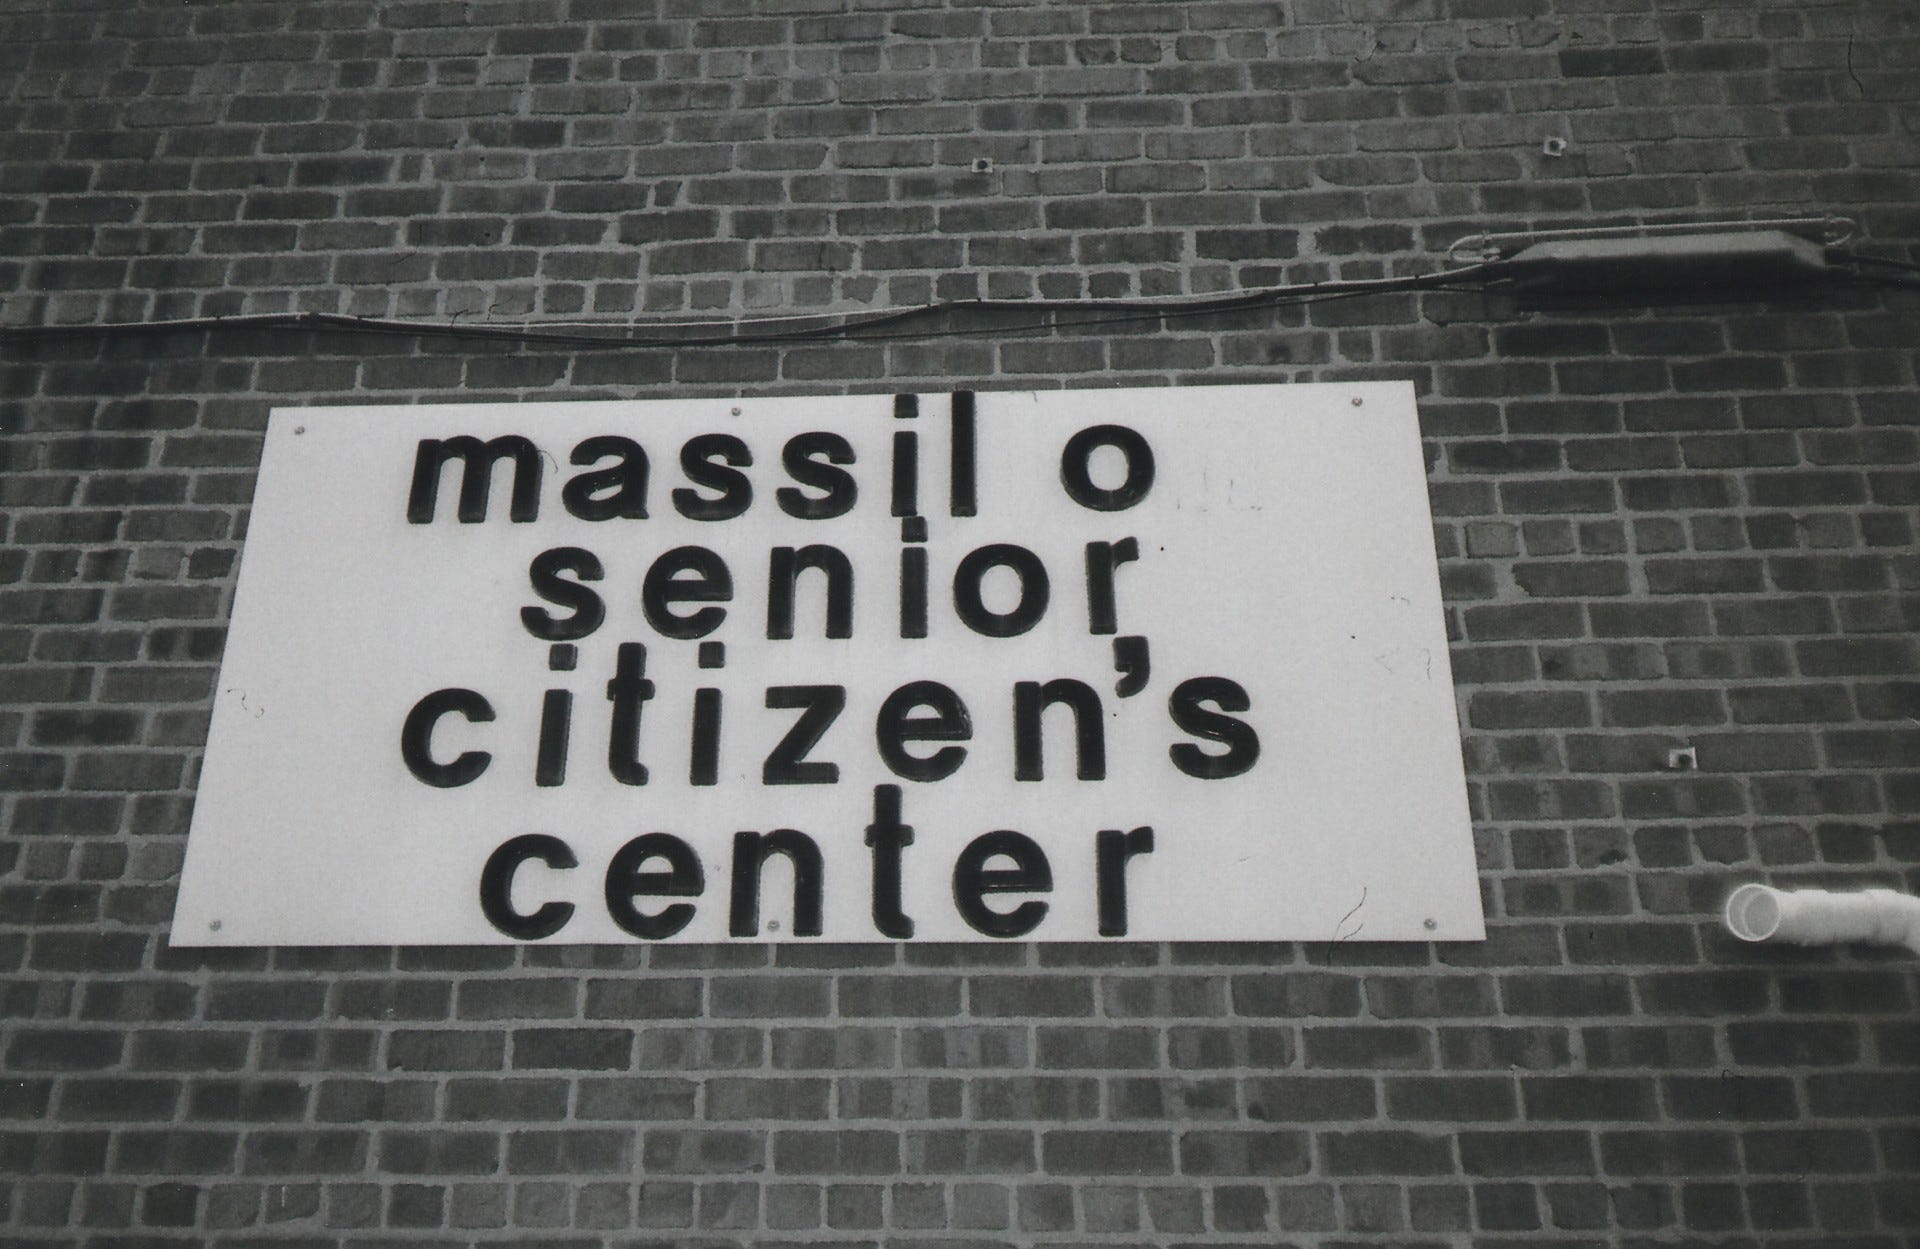 massil o
senior
citizen's
center